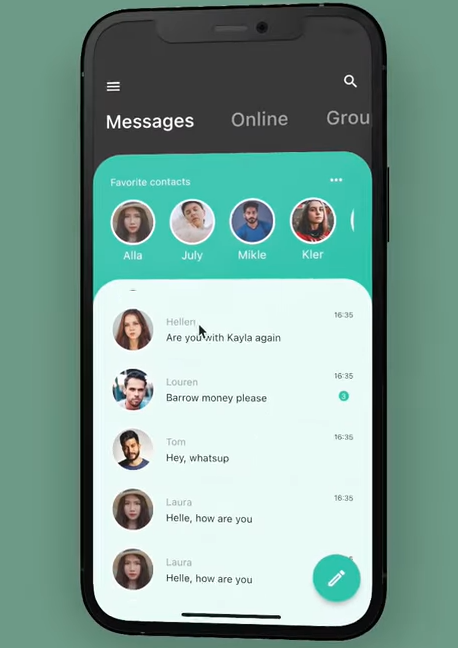 Messages Online Grou
Favorite contacts
Alla July Mikle Kler
Hellen 16:35
Are you with Kayla again
Louren 16:35
Barrow money please 3
Tom 16:35
Hey, whatsup
Laura 16:35
Helle, how are you
Laura
Helle, how are you